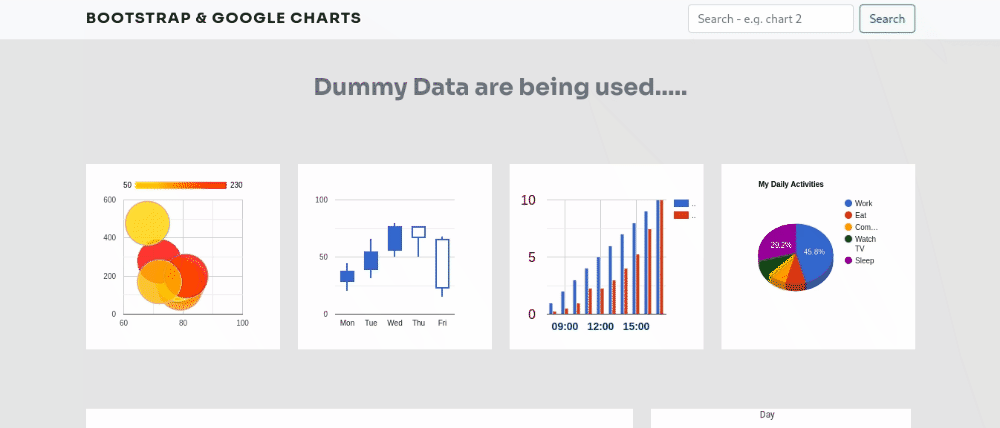 BOOTSTRAP & GOOGLE CHARTS
Search - e.q. chart 2
Search
Dummy Data are being used.....
50
230
600
400
200
0
60
80
100
100
50
0
Mon
Tue
Wed
Thu
Fri
10
5
0
..
..
09:00
12:00
15:00
My Daily Activities
29.2%
45.8%
Work
Eat
Com...
Watch
TV
Sleep
Day